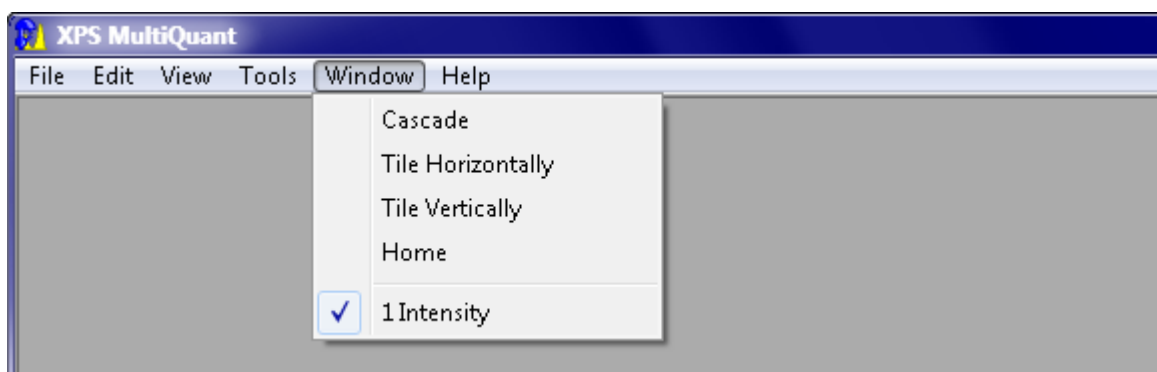 XPS MultiQuant
File Edit View Tools Window Help
Cascade
Tile Horizontally
Tile Vertically
Home
1 Intensity